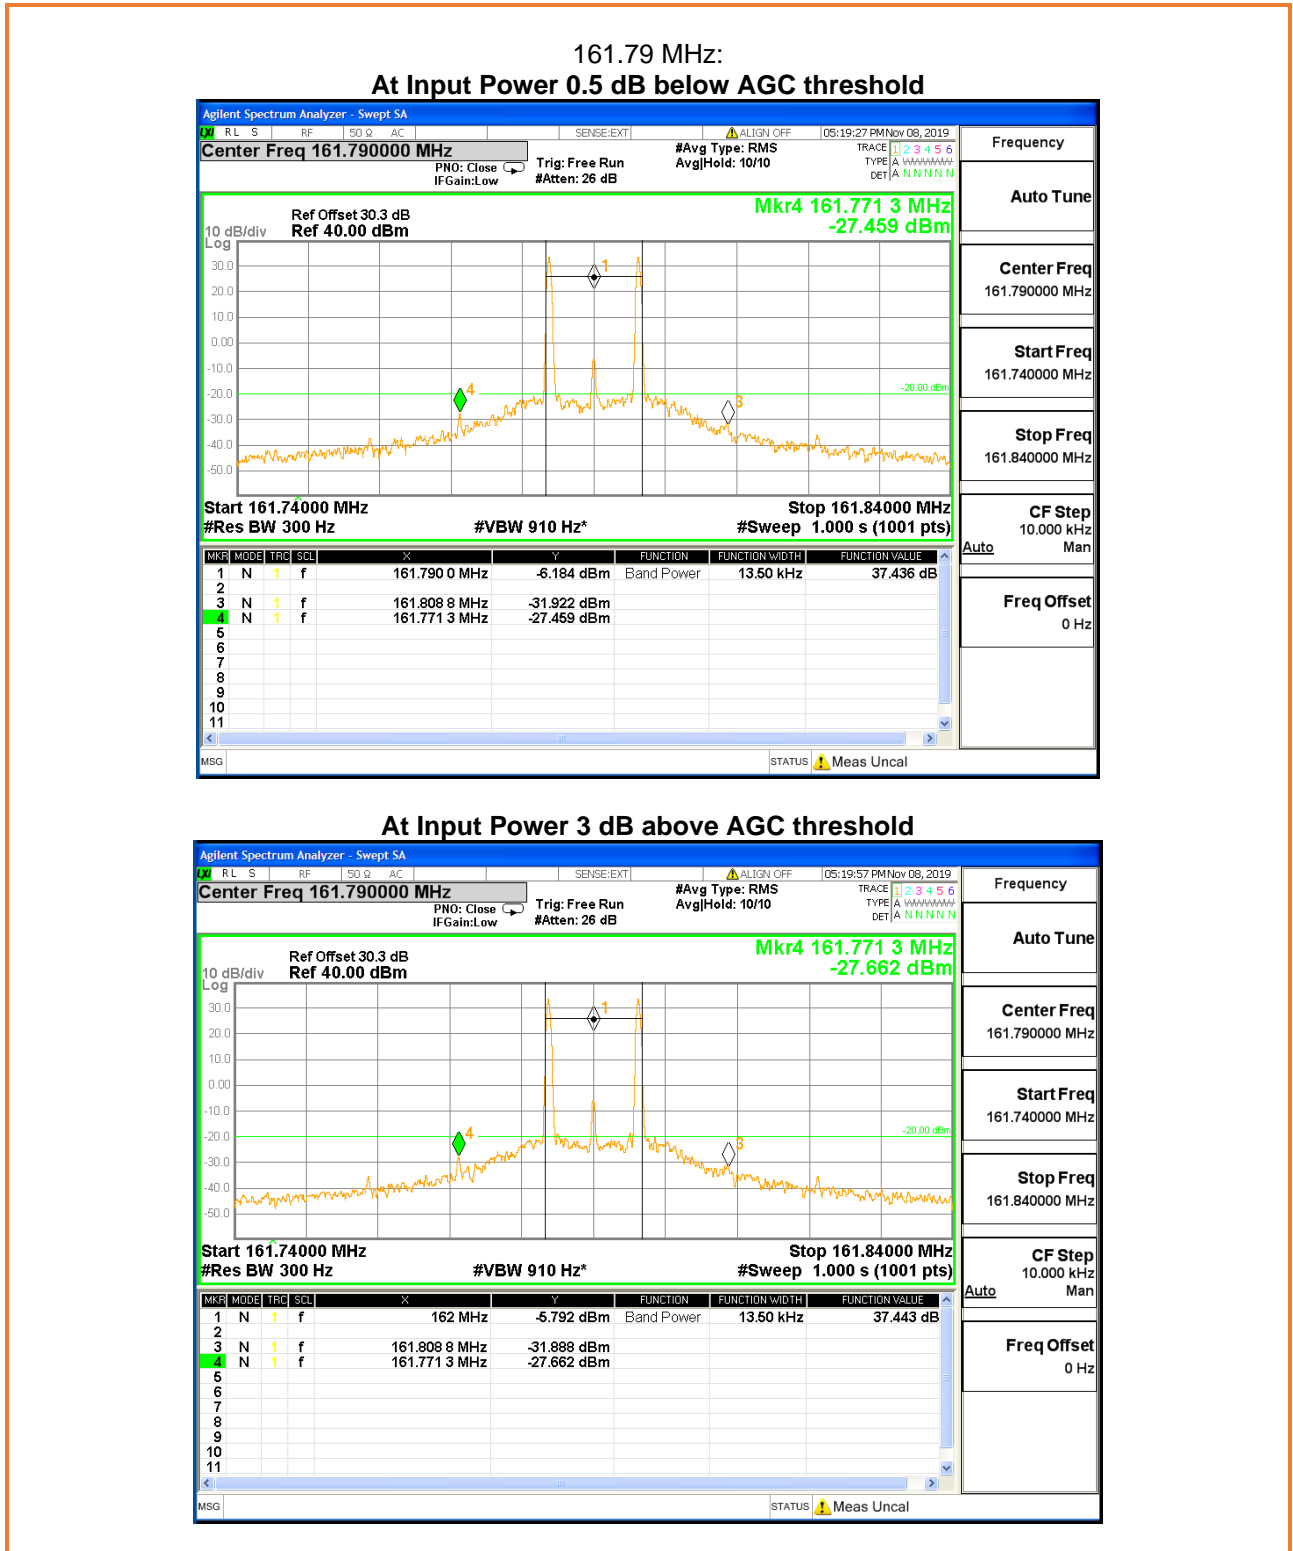 161.79 MHz:
At Input Power 0.5 dB below AGC threshold
Agilent Spectrum Analyzer - Swept SA
LXI RL S RF 50 Ω AC SENSE:EXT ALIGN OFF 05:19:27 PM Nov 08, 2019
Center Freq 161.790000 MHz
PNO: Close
IFGain:Low
Trig: Free Run
#Atten: 26 dB
#Avg Type: RMS
Avg|Hold: 10/10
TRACE 1 2 3 4 5 6
TYPE A WWWWW
DET A N N N N N
Mkr4 161.771 3 MHz
-27.459 dBm
Ref Offset 30.3 dB
10 dB/div Ref 40.00 dBm
Log
30.0
20.0
10.0
0.00
-10.0
-20.0
-30.0
-40.0
-50.0
1
4
3
-20.00 dBm
Start 161.74000 MHz Stop 161.84000 MHz
#Res BW 300 Hz #VBW 910 Hz* #Sweep 1.000 s (1001 pts)
MKR MODE TRC SCL X Y FUNCTION FUNCTION WIDTH FUNCTION VALUE
1 N 1 f 161.790 0 MHz -6.184 dBm Band Power 13.50 kHz 37.436 dB
2
3 N 1 f 161.808 8 MHz -31.922 dBm
4 N 1 f 161.771 3 MHz -27.459 dBm
5
6
7
8
9
10
11
MSG STATUS Meas Uncal
Frequency
Auto Tune
Center Freq
161.790000 MHz
Start Freq
161.740000 MHz
Stop Freq
161.840000 MHz
CF Step
10.000 kHz
Auto Man
Freq Offset
0 Hz
At Input Power 3 dB above AGC threshold
Agilent Spectrum Analyzer - Swept SA
LXI RL S RF 50 Ω AC SENSE:EXT ALIGN OFF 05:19:57 PM Nov 08, 2019
Center Freq 161.790000 MHz
PNO: Close
IFGain:Low
Trig: Free Run
#Atten: 26 dB
#Avg Type: RMS
Avg|Hold: 10/10
TRACE 1 2 3 4 5 6
TYPE A WWWWW
DET A N N N N N
Mkr4 161.771 3 MHz
-27.662 dBm
Ref Offset 30.3 dB
10 dB/div Ref 40.00 dBm
Log
30.0
20.0
10.0
0.00
-10.0
-20.0
-30.0
-40.0
-50.0
1
4
3
-20.00 dBm
Start 161.74000 MHz Stop 161.84000 MHz
#Res BW 300 Hz #VBW 910 Hz* #Sweep 1.000 s (1001 pts)
MKR MODE TRC SCL X Y FUNCTION FUNCTION WIDTH FUNCTION VALUE
1 N 1 f 162 MHz -5.792 dBm Band Power 13.50 kHz 37.443 dB
2
3 N 1 f 161.808 8 MHz -31.888 dBm
4 N 1 f 161.771 3 MHz -27.662 dBm
5
6
7
8
9
10
11
MSG STATUS Meas Uncal
Frequency
Auto Tune
Center Freq
161.790000 MHz
Start Freq
161.740000 MHz
Stop Freq
161.840000 MHz
CF Step
10.000 kHz
Auto Man
Freq Offset
0 Hz